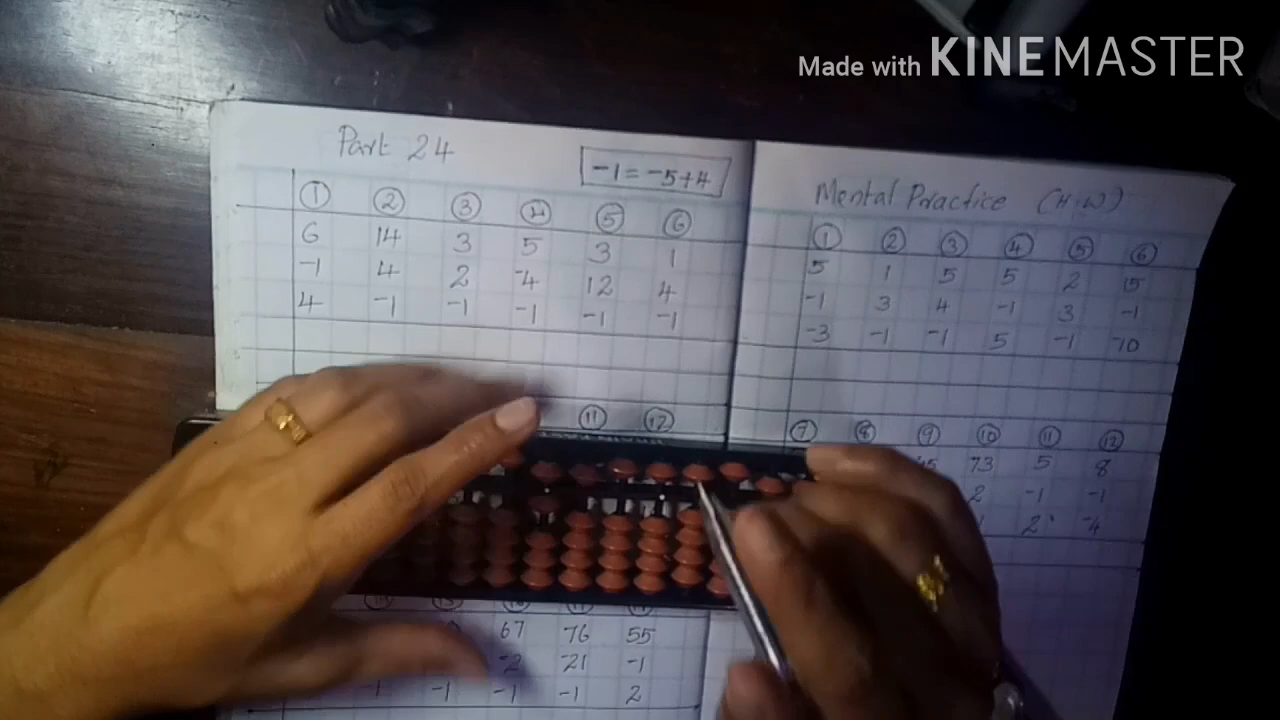 Made with KINEMASTER
Part 24
-1 = -5+4
① ② ③ ④ ⑤ ⑥
6 14 3 5 3 1
-1 4 2 -4 12 4
4 -1 -1 -1 -1 -1
⑪ ⑫
67 76 55
-2 -21 -1
-1 -1 -1 -1 2
Mental Practice (H.W)
① ② ③ ④ ⑤ ⑥
5 1 5 5 2 15
-1 3 4 -1 3 -1
-3 -1 -1 5 -1 -10
⑦ ⑧ ⑨ ⑩ ⑪ ⑫
73 5 8
2 -1 -1
2 -4